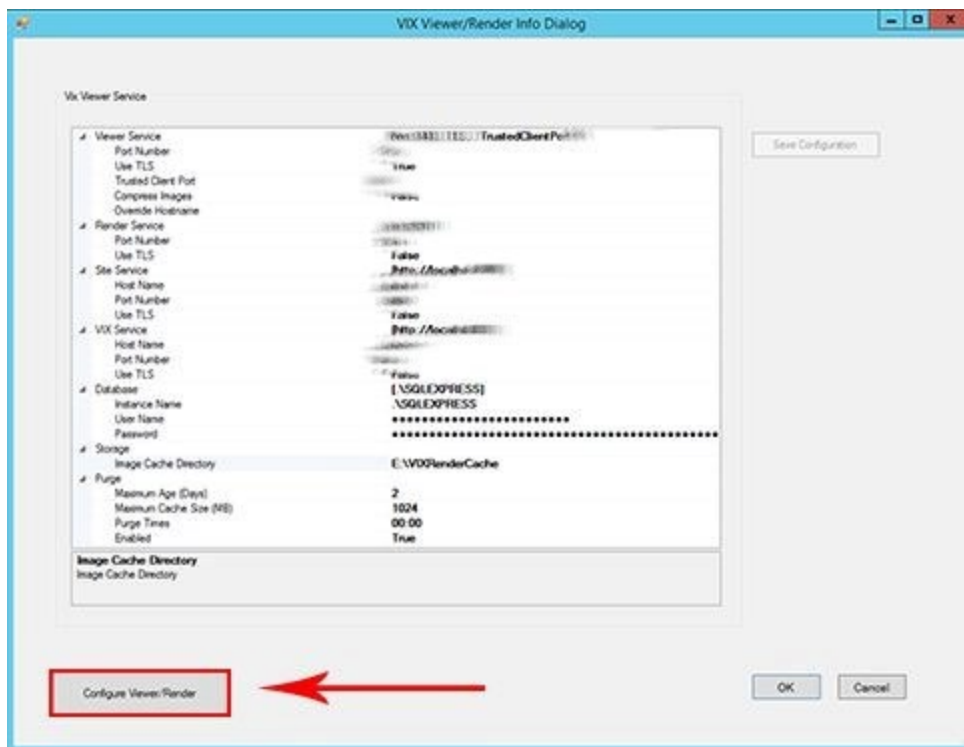 VIX Viewer/Render Info Dialog
Vix Viewer Service
Viewer Service TrustedClientPort
Port Number
Use TLS True
Trusted Client Port
Compress Images False
Override Hostname
Render Service
Port Number
Use TLS False
Site Service
Host Name
Port Number
Use TLS False
VIX Service
Host Name
Port Number
Use TLS False
Database [.\SQLEXPRESS]
Instance Name .\SQLEXPRESS
User Name
Password
Storage
Image Cache Directory E:\VIXRenderCache
Purge
Maximum Age (Days) 2
Maximum Cache Size (MB) 1024
Purge Times 00:00
Enabled True
Image Cache Directory
Image Cache Directory
Save Configuration
Configure Viewer/Render
OK
Cancel